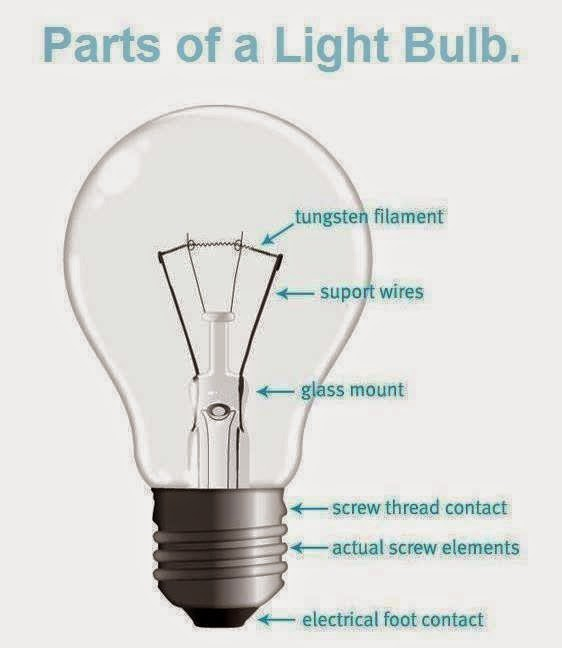 Parts of a Light Bulb.
tungsten filament
suport wires
glass mount
screw thread contact
actual screw elements
electrical foot contact